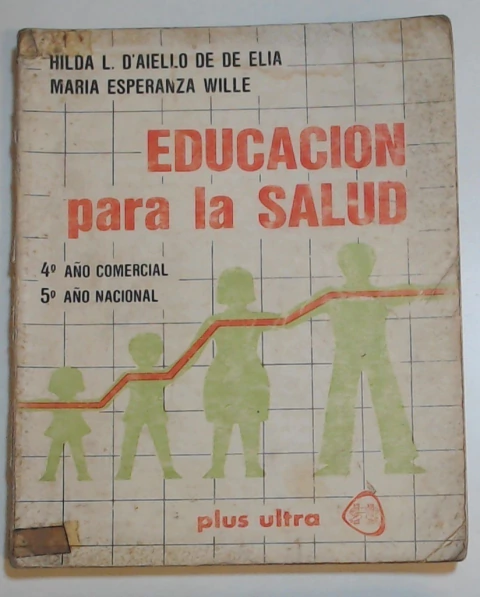 HILDA L. D'AIELLO DE DE ELIA
MARIA ESPERANZA WILLE
EDUCACION
para la SALUD
4º AÑO COMERCIAL
5º AÑO NACIONAL
plus ultra